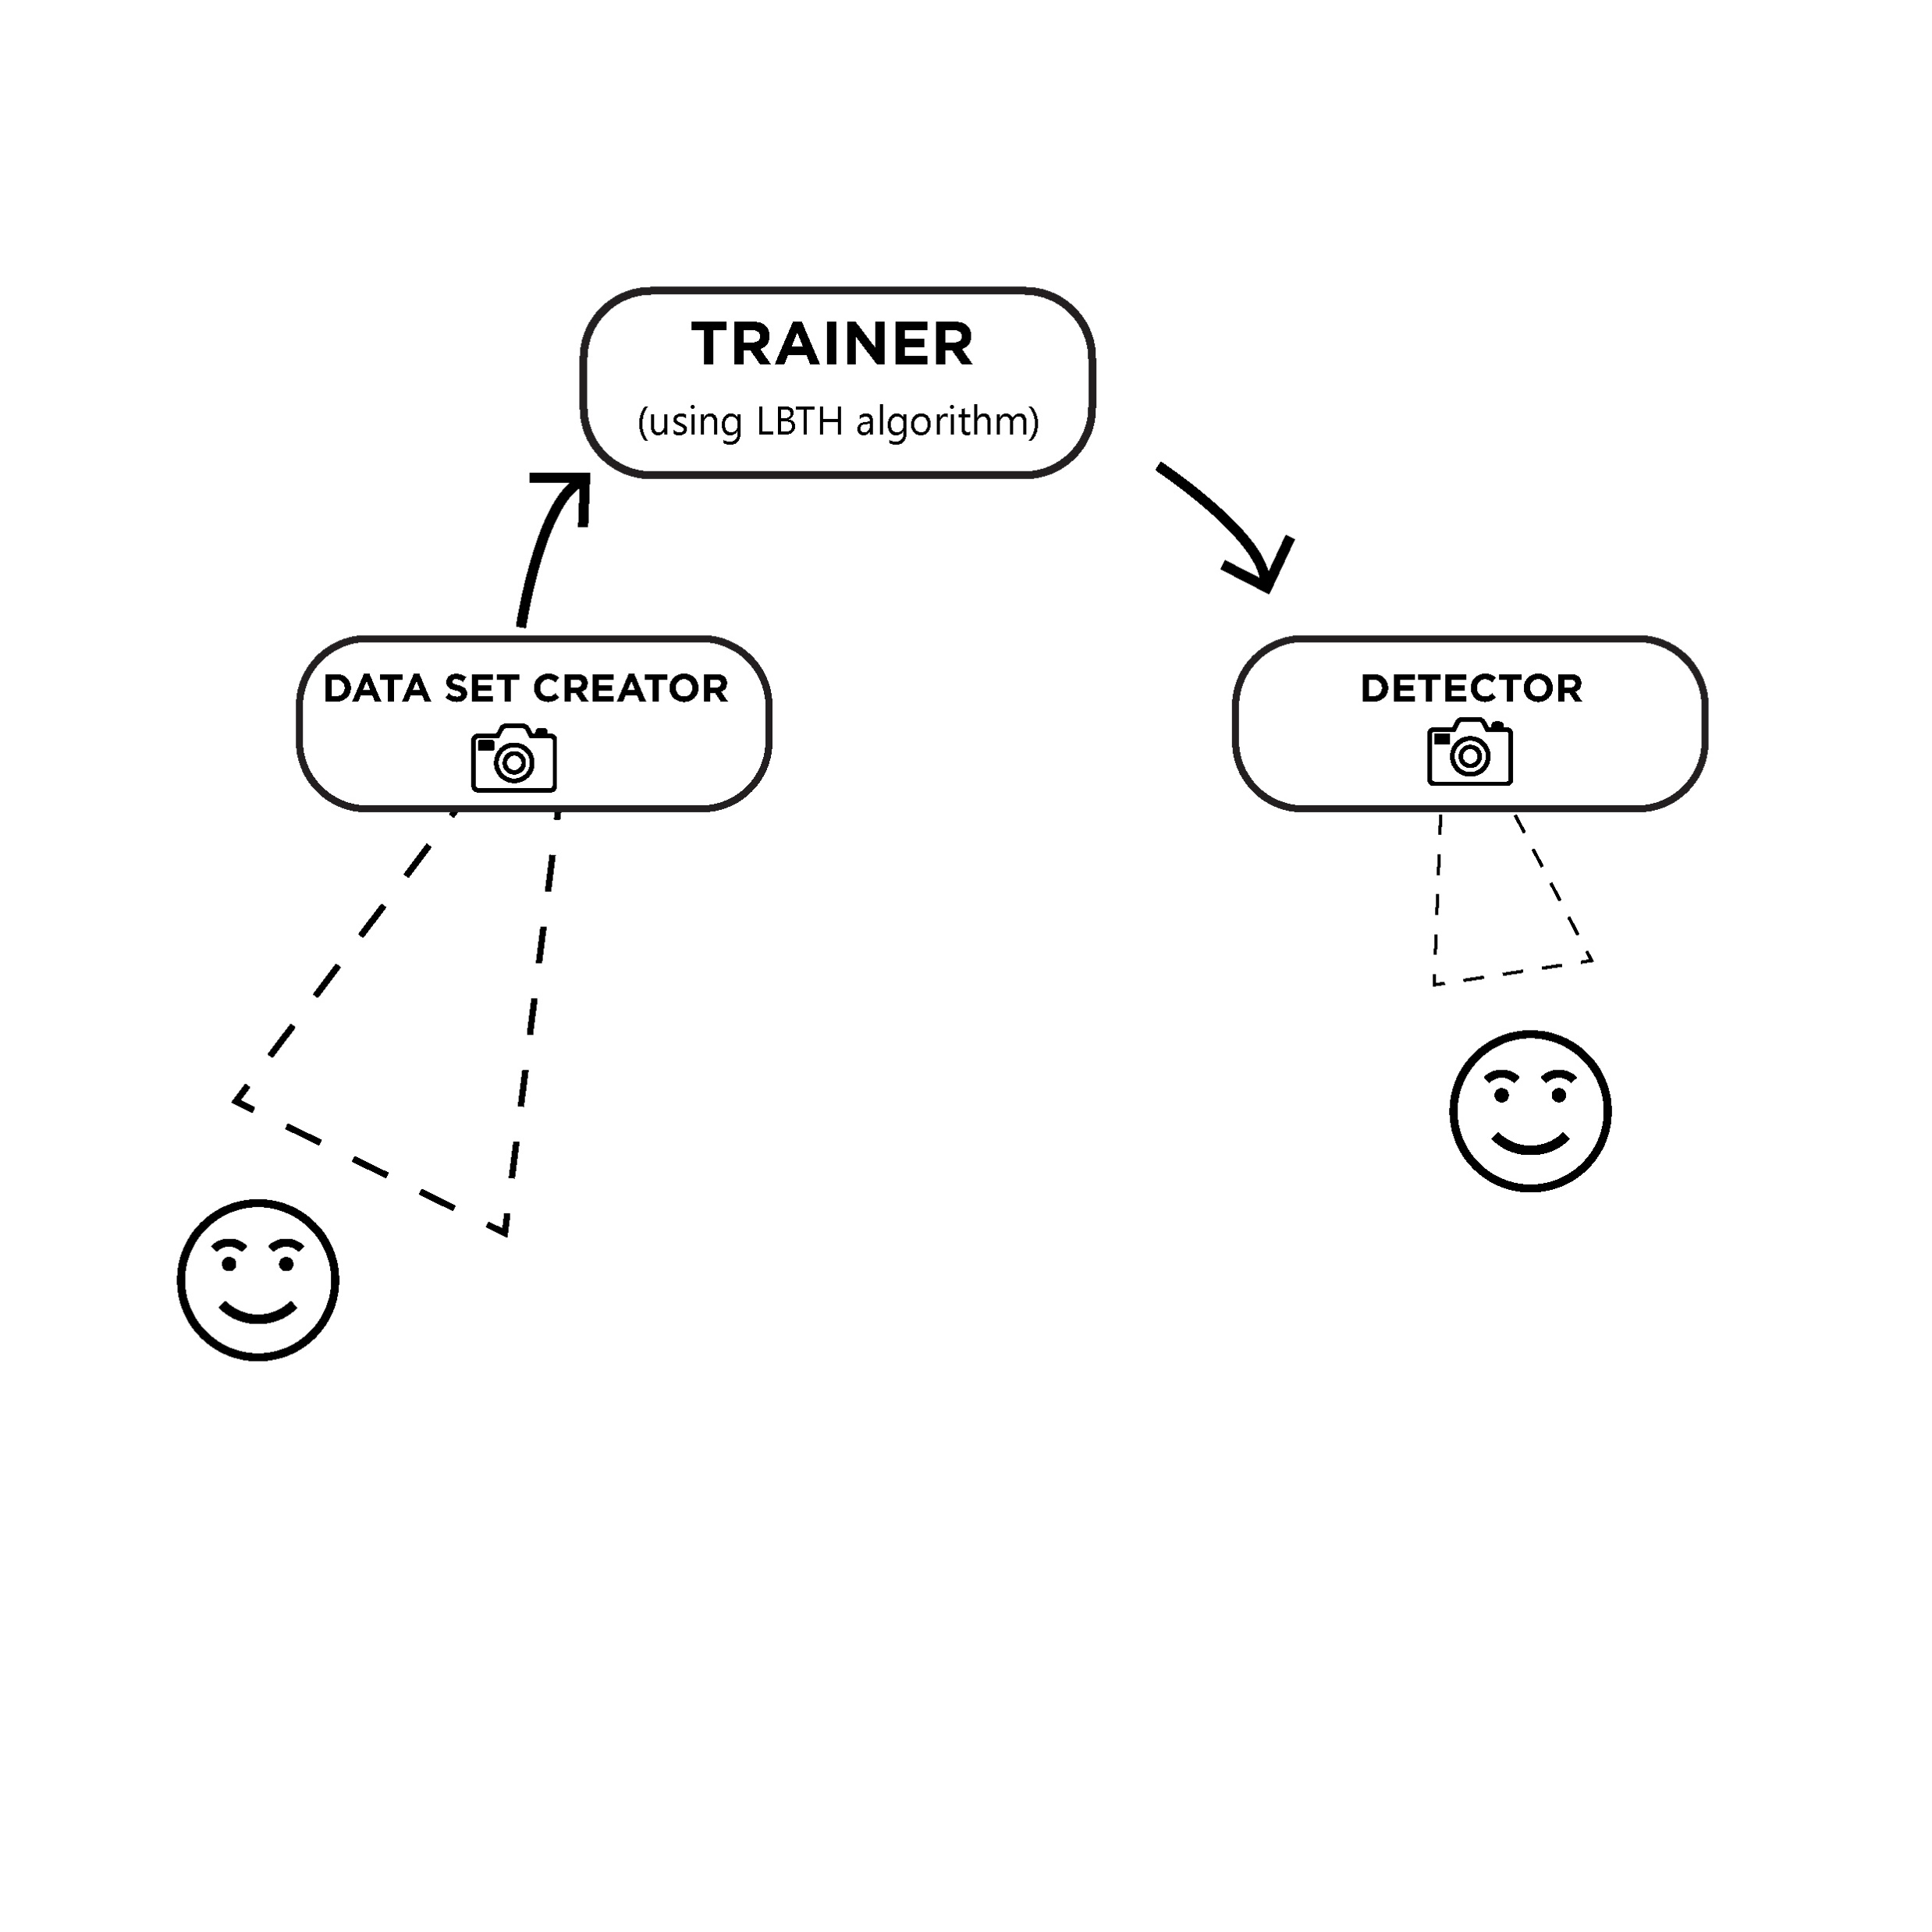 TRAINER
(using LBTH algorithm)
DATA SET CREATOR
DETECTOR